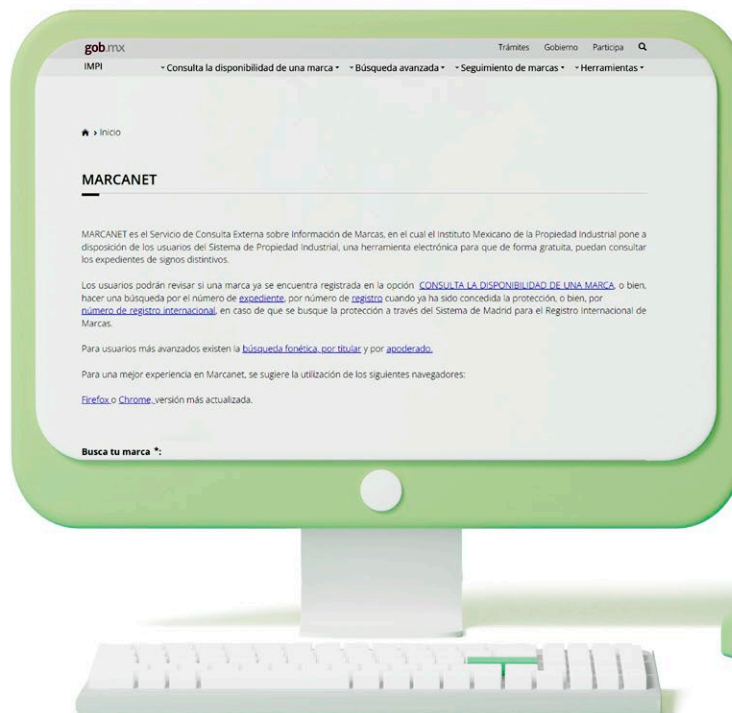 gob.mx Trámites Gobierno Participa
IMPI Consulta la disponibilidad de una marca Búsqueda avanzada Seguimiento de marcas Herramientas
Inicio
MARCANET
MARCANET es el Servicio de Consulta Externa sobre Información de Marcas, en el cual el Instituto Mexicano de la Propiedad Industrial pone a
disposición de los usuarios del Sistema de Propiedad Industrial, una herramienta electrónica para que de forma gratuita, puedan consultar
los expedientes de signos distintivos.
Los usuarios podrán revisar si una marca ya se encuentra registrada en la opción CONSULTA LA DISPONIBILIDAD DE UNA MARCA, o bien,
hacer una búsqueda por el número de expediente, por número de registro cuando ya ha sido concedida la protección, o bien, por
número de registro internacional, en caso de que se busque la protección a través del Sistema de Madrid para el Registro Internacional de
Marcas.
Para usuarios más avanzados existen la búsqueda fonética, por titular y por apoderado.
Para una mejor experiencia en Marcanet, se sugiere la utilización de los siguientes navegadores:
Firefox o Chrome, versión más actualizada.
Busca tu marca *: